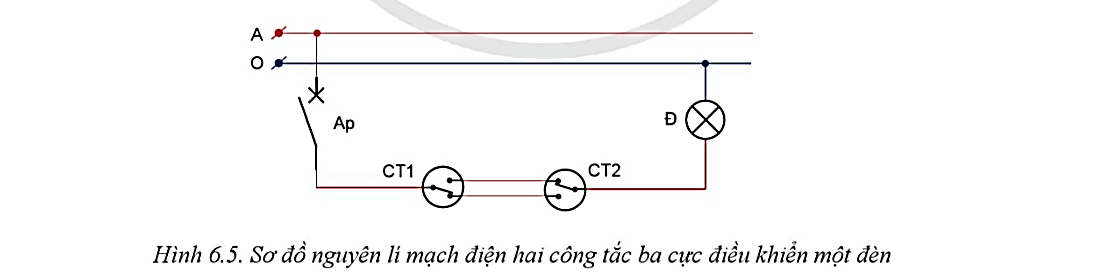 A
O
Ap
Đ
CT1
CT2
Hình 6.5. Sơ đồ nguyên lí mạch điện hai công tắc ba cực điều khiển một đèn